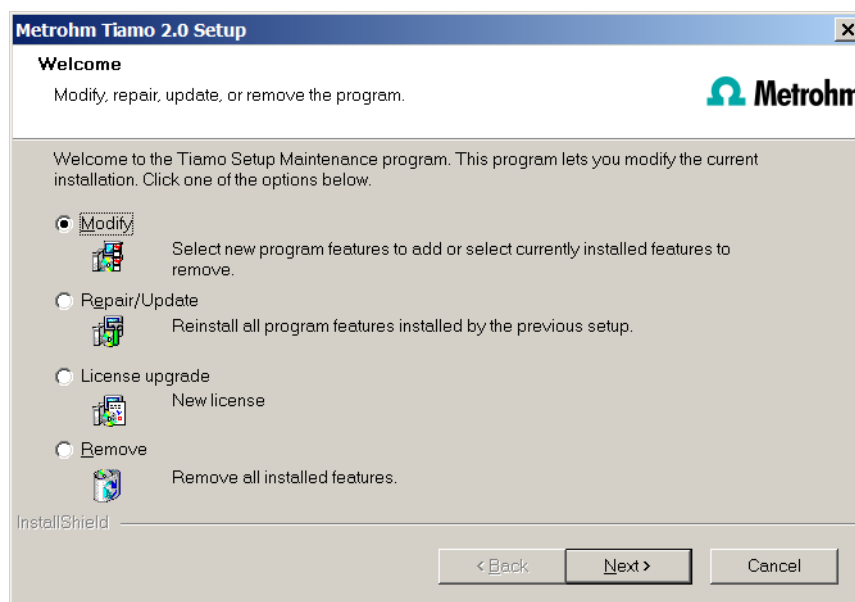 Metrohm Tiamo 2.0 Setup
Welcome
Modify, repair, update, or remove the program.
Metrohm
Welcome to the Tiamo Setup Maintenance program. This program lets you modify the current
installation. Click one of the options below.
Modify
Select new program features to add or select currently installed features to
remove.
Repair/Update
Reinstall all program features installed by the previous setup.
License upgrade
New license
Remove
Remove all installed features.
InstallShield
< Back
Next >
Cancel